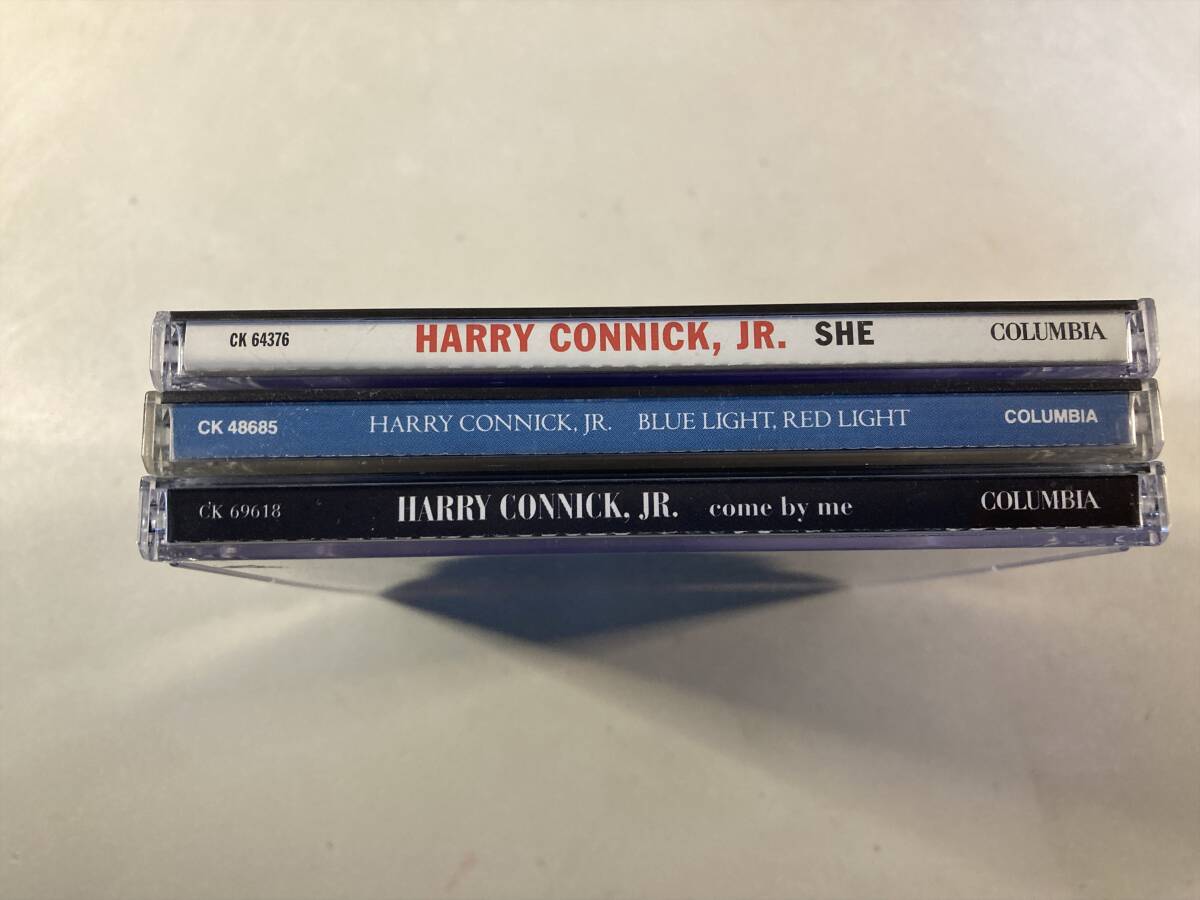 CK 64376 HARRY CONNICK, JR. SHE COLUMBIA
CK 48685 HARRY CONNICK, JR. BLUE LIGHT, RED LIGHT COLUMBIA
CK 69618 HARRY CONNICK, JR. come by me COLUMBIA